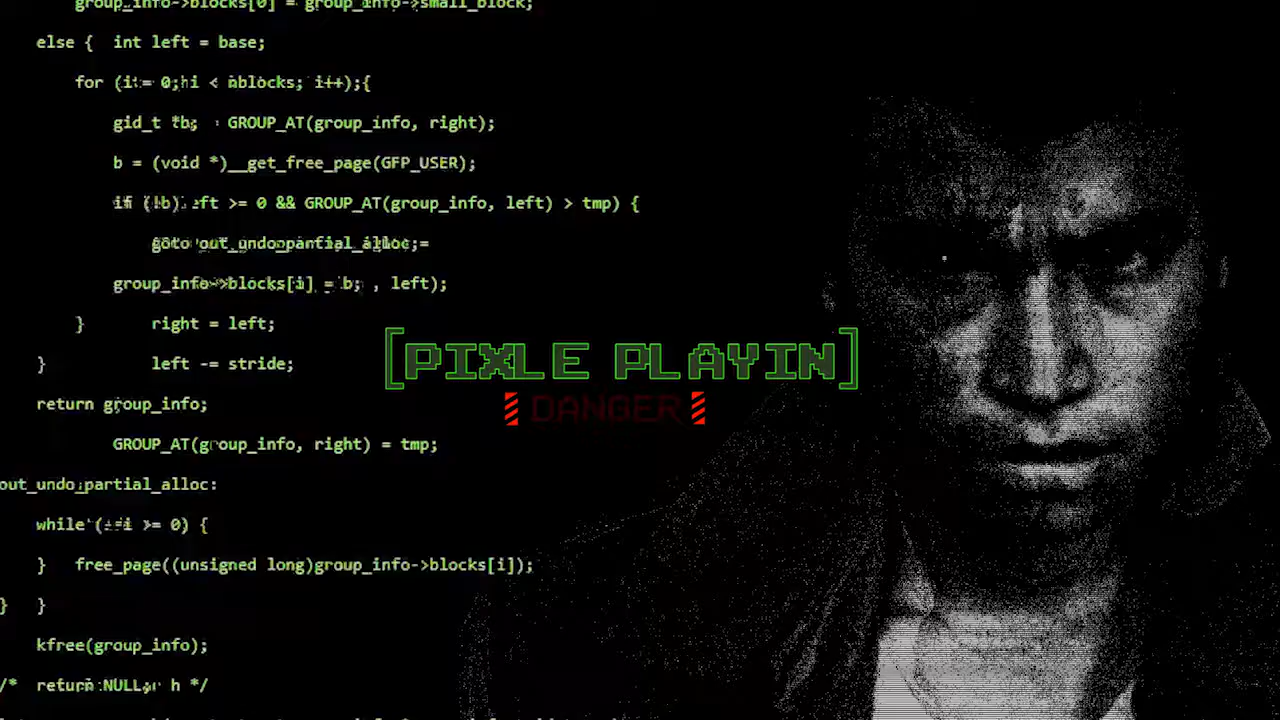 group_info->blocks[0] = group_info->small_block;
else { int left = base;
for (i = 0; i < nblocks; i++);{
gid_t GROUP_AT(group_info, right);
b = (void *)__get_free_page(GFP_USER);
if >= 0 && GROUP_AT(group_info, left) > tmp) {
goto out_undo_partial_alloc;=
group_info->blocks[i] = b; , left);
} right = left;
[PIXLE PLAYIN]
} left -= stride;
DANGER
return group_info;
GROUP_AT(group_info, right) = tmp;
out_undo_partial_alloc:
while >= 0) {
} free_page((unsigned long)group_info->blocks[i]);
} }
kfree(group_info);
/* return NULL; h */